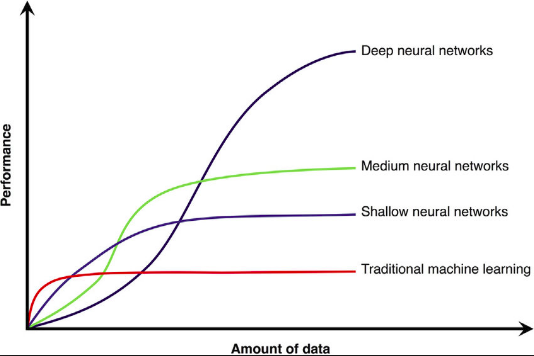 Deep neural networks
Medium neural networks
Shallow neural networks
Traditional machine learning
Performance
Amount of data